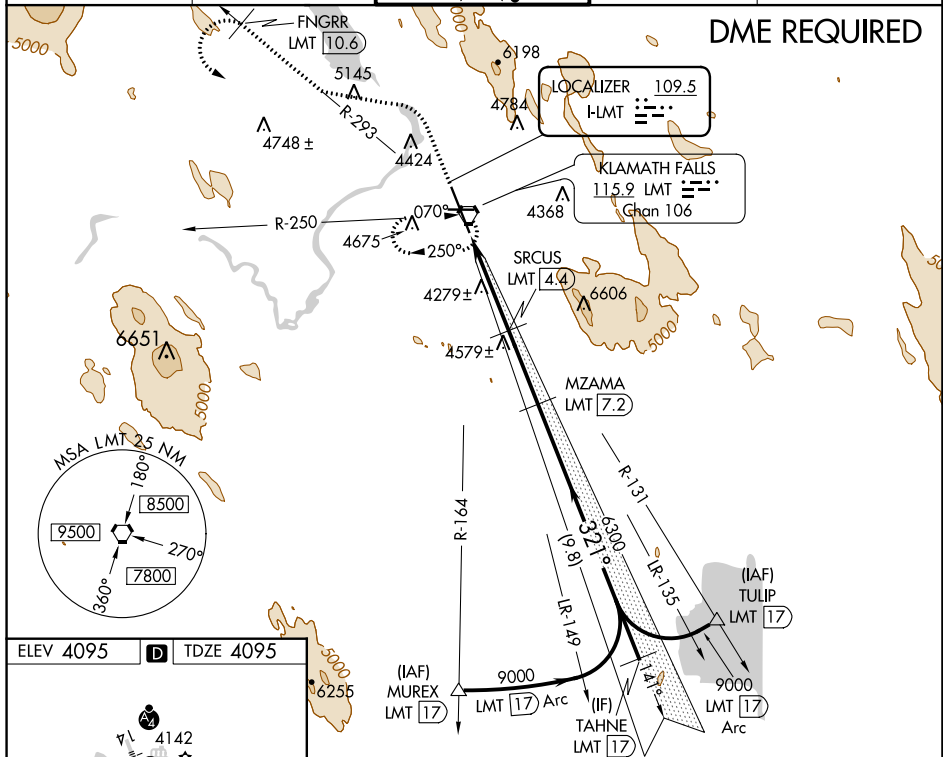 DME REQUIRED
FNGRR
LMT 10.6
5000
6198
5145
4784
LOCALIZER 109.5
I-LMT
R-293
4748 ±
4424
KLAMATH FALLS
115.9 LMT
Chan 106
4368
R-250
070°
4675
250°
SRCUS
LMT 4.4
4279±
6606
5000
4579±
6651
5000
MZAMA
LMT 7.2
MSA LMT 25 NM
180°
8500
9500
270°
7800
360°
R-164
R-131
6300
321°
(9.8)
LR-135
LR-149
(IAF)
TULIP
LMT 17
9000
LMT 17
Arc
141°
(IAF)
MUREX
LMT 17
9000
LMT 17 Arc
(IF)
TAHNE
LMT 17
ELEV 4095 D TDZE 4095
5000
6255
A4
14
4142